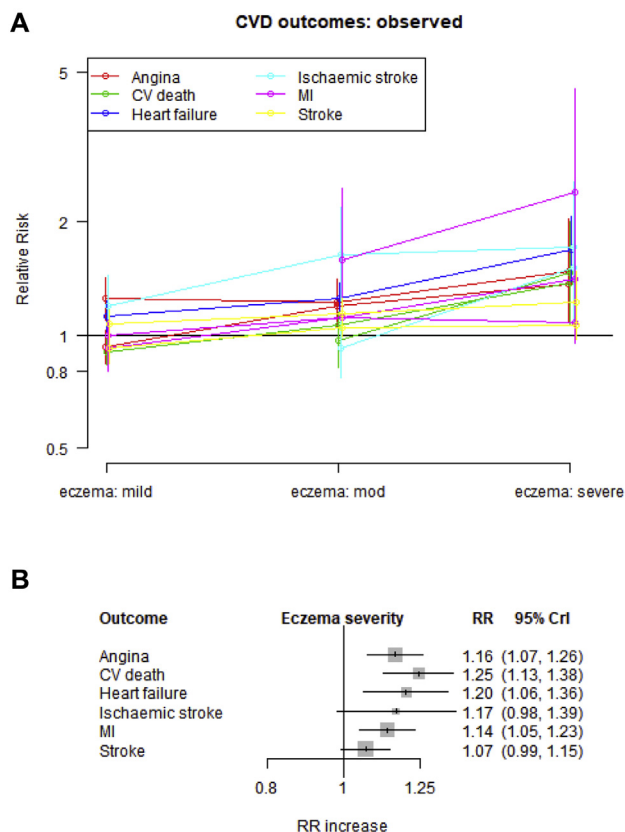 A
CVD outcomes: observed
Angina
CV death
Heart failure
Ischaemic stroke
MI
Stroke
Relative Risk
5
2
1
0.8
0.5
eczema: mild eczema: mod eczema: severe
B
Outcome Eczema severity RR 95% CrI
Angina 1.16 (1.07, 1.26)
CV death 1.25 (1.13, 1.38)
Heart failure 1.20 (1.06, 1.36)
Ischaemic stroke 1.17 (0.98, 1.39)
MI 1.14 (1.05, 1.23)
Stroke 1.07 (0.99, 1.15)
0.8 1 1.25
RR increase